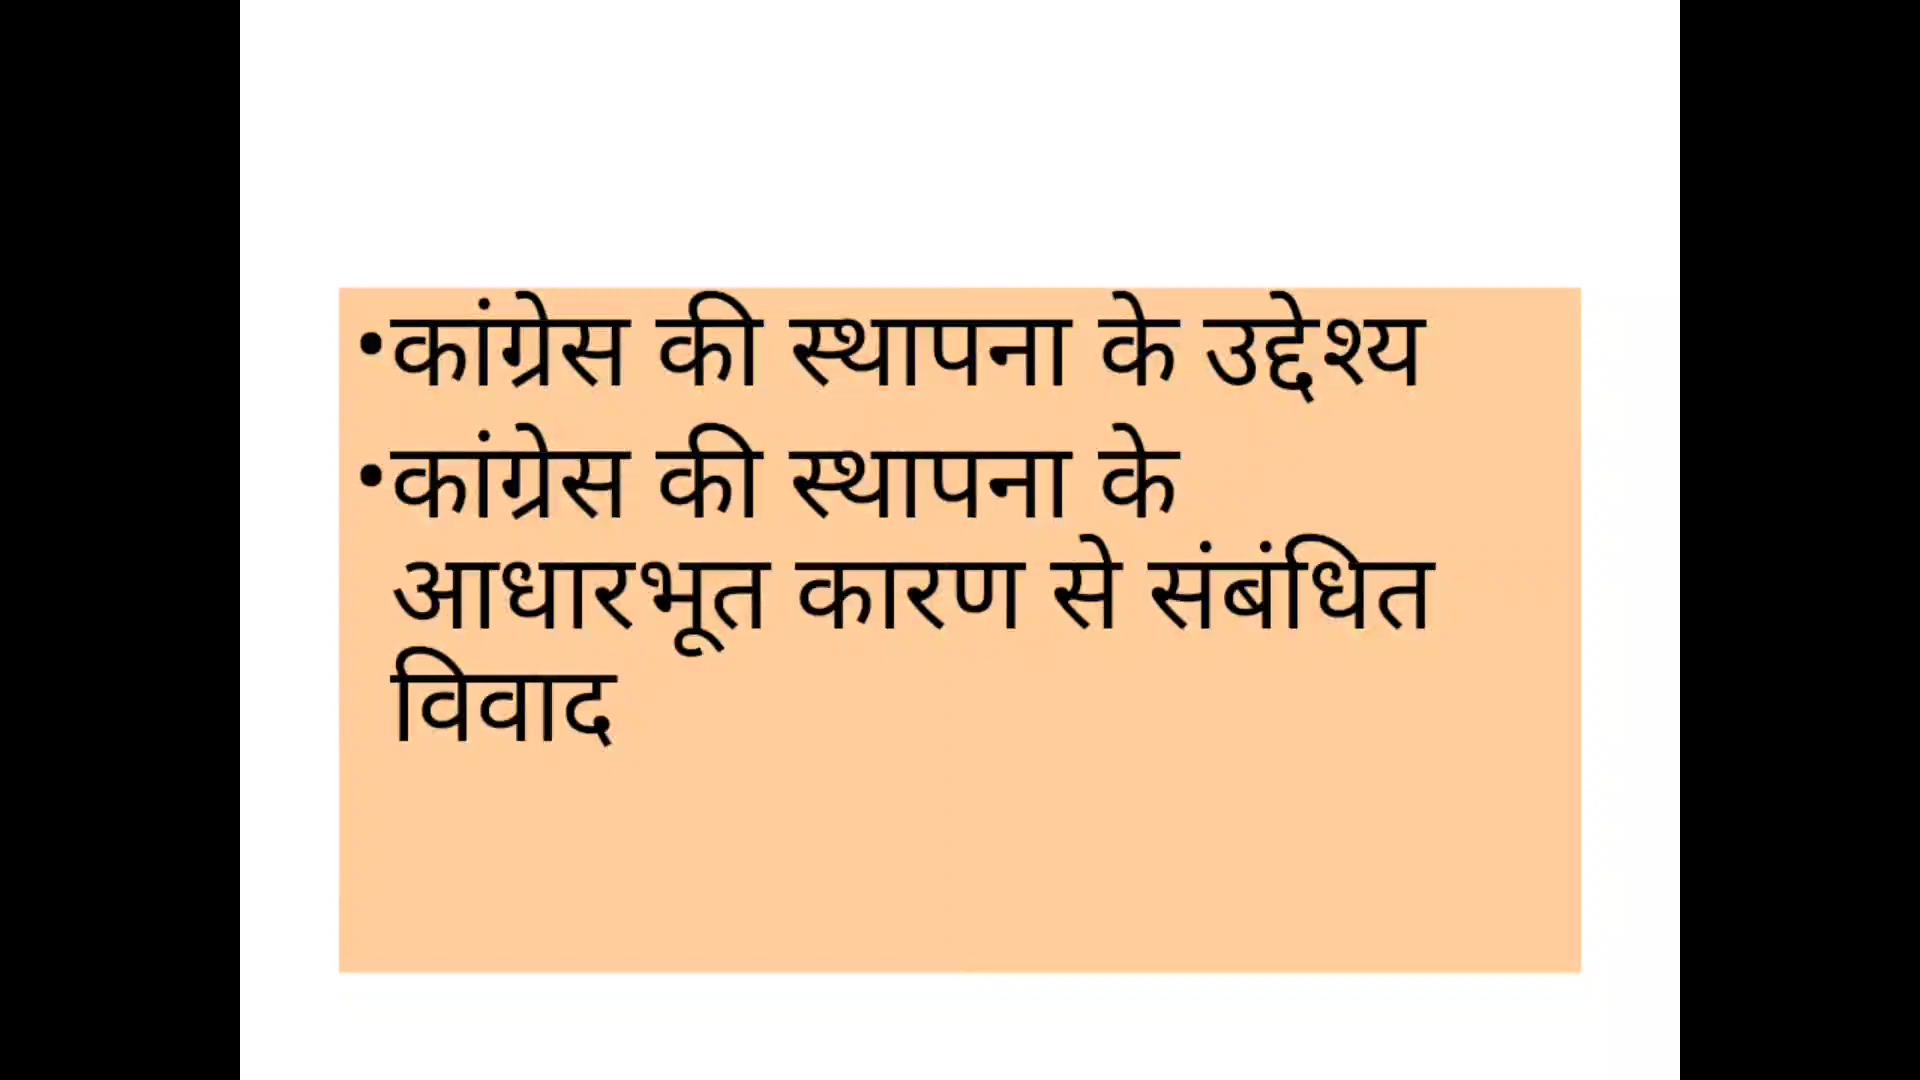 •कांग्रेस की स्थापना के उद्देश्य
•कांग्रेस की स्थापना के
आधारभूत कारण से संबंधित
विवाद